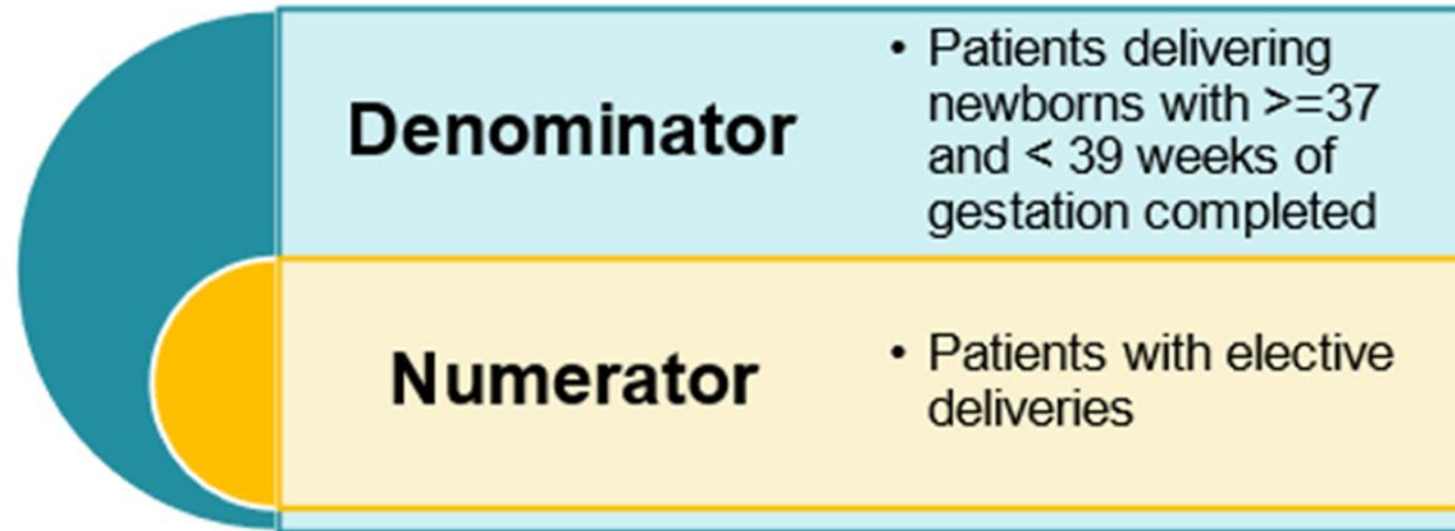 Denominator
• Patients delivering
newborns with >=37
and < 39 weeks of
gestation completed
Numerator
• Patients with elective
deliveries